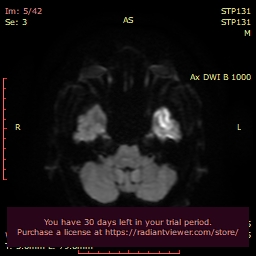 Im: 5/42
Se: 3
AS
STP131
STP131
M
Ax DWI B 1000
R
L
You have 30 days left in your trial period.
Purchase a license at https://radiantviewer.com/store/